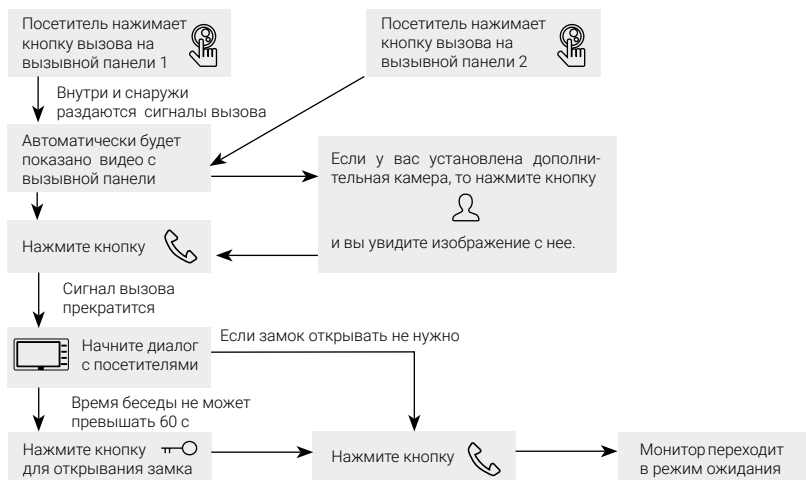 Посетитель нажимает
кнопку вызова на
вызывной панели 1
Посетитель нажимает
кнопку вызова на
вызывной панели 2
Внутри и снаружи
раздаются сигналы вызова
Автоматически будет
показано видео с
вызывной панели
Если у вас установлена дополни-
тельная камера, то нажмите кнопку
и вы увидите изображение с нее.
Нажмите кнопку
Сигнал вызова
прекратится
Начните диалог
с посетителями
Если замок открывать не нужно
Время беседы не может
превышать 60 с
Нажмите кнопку
для открывания замка
Нажмите кнопку
Монитор переходит
в режим ожидания